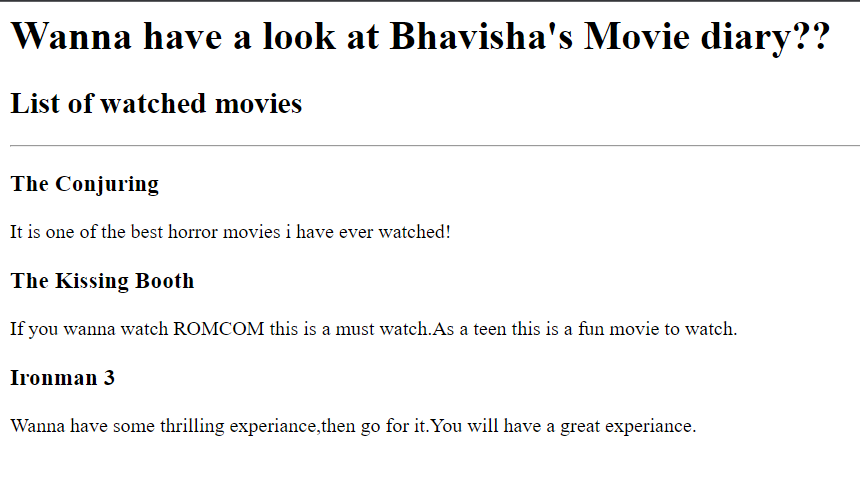 Wanna have a look at Bhavisha's Movie diary??
List of watched movies
The Conjuring
It is one of the best horror movies i have ever watched!
The Kissing Booth
If you wanna watch ROMCOM this is a must watch.As a teen this is a fun movie to watch.
Ironman 3
Wanna have some thrilling experiance,then go for it.You will have a great experiance.